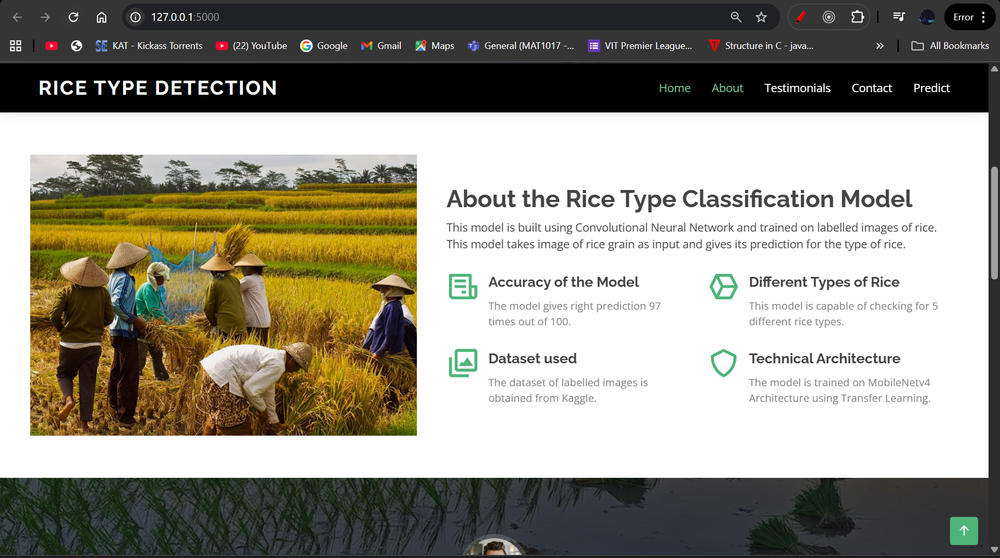 127.0.0.1:5000
Error
KAT - Kickass Torrents
(22) YouTube
Google
Gmail
Maps
General (MAT1017 -...
VIT Premier League...
Structure in C - java...
All Bookmarks
RICE TYPE DETECTION
Home
About
Testimonials
Contact
Predict
About the Rice Type Classification Model
This model is built using Convolutional Neural Network and trained on labelled images of rice.
This model takes image of rice grain as input and gives its prediction for the type of rice.
Accuracy of the Model
The model gives right prediction 97
times out of 100.
Different Types of Rice
This model is capable of checking for 5
different rice types.
Dataset used
The dataset of labelled images is
obtained from Kaggle.
Technical Architecture
The model is trained on MobileNetv4
Architecture using Transfer Learning.